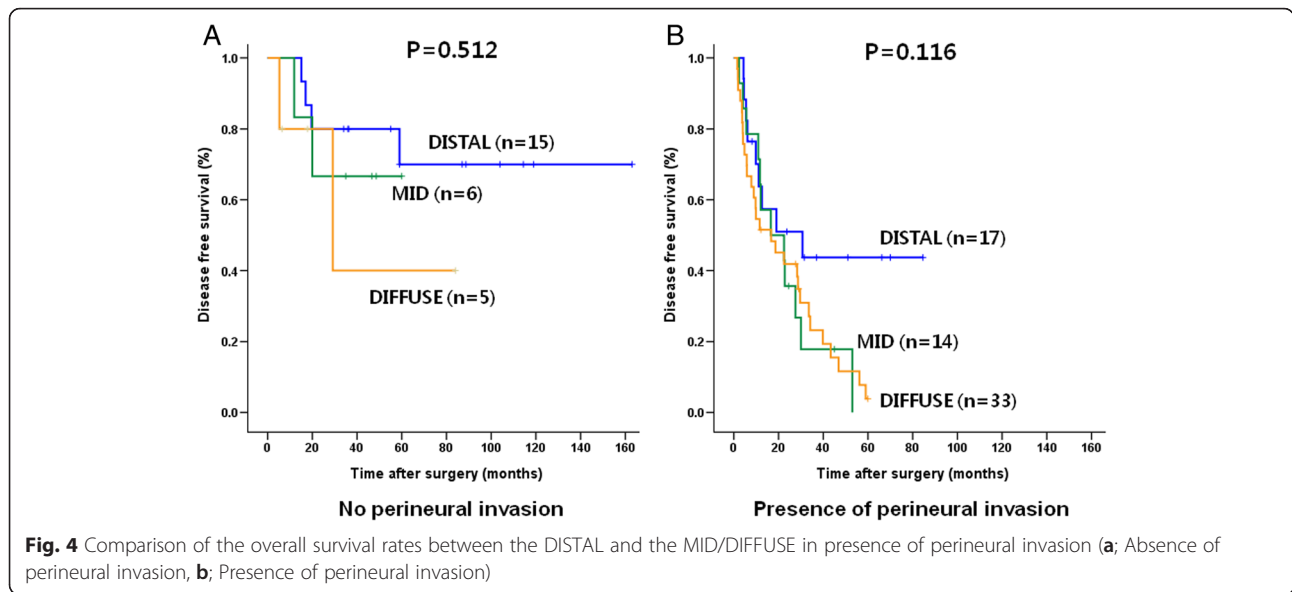 A
P=0.512
Disease free survival (%)
1.0
0.8
0.6
0.4
0.2
0.0
DISTAL (n=15)
MID (n=6)
DIFFUSE (n=5)
0 20 40 60 80 100 120 140 160
Time after surgery (months)
No perineural invasion
B
P=0.116
Disease free survival (%)
1.0
0.8
0.6
0.4
0.2
0.0
DISTAL (n=17)
MID (n=14)
DIFFUSE (n=33)
0 20 40 60 80 100 120 140 160
Time after surgery (months)
Presence of perineural invasion
Fig. 4 Comparison of the overall survival rates between the DISTAL and the MID/DIFFUSE in presence of perineural invasion (a; Absence of
perineural invasion, b; Presence of perineural invasion)